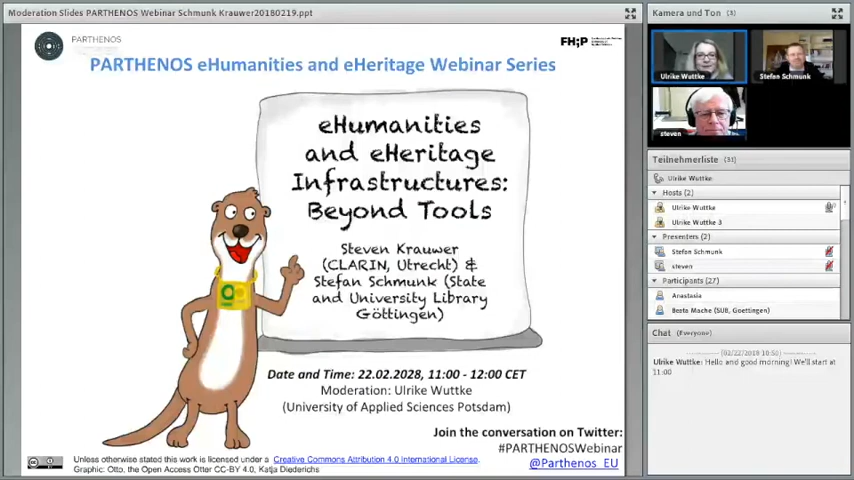 Moderation Slides PARTHENOS Webinar Schmunk Krauwer20180219.ppt
PARTHENOS
FH;P
PARTHENOS eHumanities and eHeritage Webinar Series
eHumanities
and eHeritage
Infrastructures:
Beyond Tools
Steven Krauwer
(CLARIN, Utrecht) &
Stefan Schmunk (State
and University Library
Göttingen)
Date and Time: 22.02.2028, 11:00 - 12:00 CET
Moderation: Ulrike Wuttke
(University of Applied Sciences Potsdam)
Join the conversation on Twitter:
#PARTHENOSWebinar
@Parthenos_EU
Unless otherwise stated this work is licensed under a Creative Commons Attribution 4.0 International License.
Graphic: Otto, the Open Access Otter CC-BY 4.0, Katja Diederichs
Kamera und Ton (3)
Ulrike Wuttke
Stefan Schmunk
steven
Teilnehmerliste (31)
Ulrike Wuttke
Hosts (2)
Ulrike Wuttke
Ulrike Wuttke 3
Presenters (2)
Stefan Schmunk
steven
Participants (27)
Anastasia
Beate Mache (SUB, Goettingen)
Chat (Everyone)
(02/22/2018 10:50)
Ulrike Wuttke: Hello and good morning! We'll start at
11:00